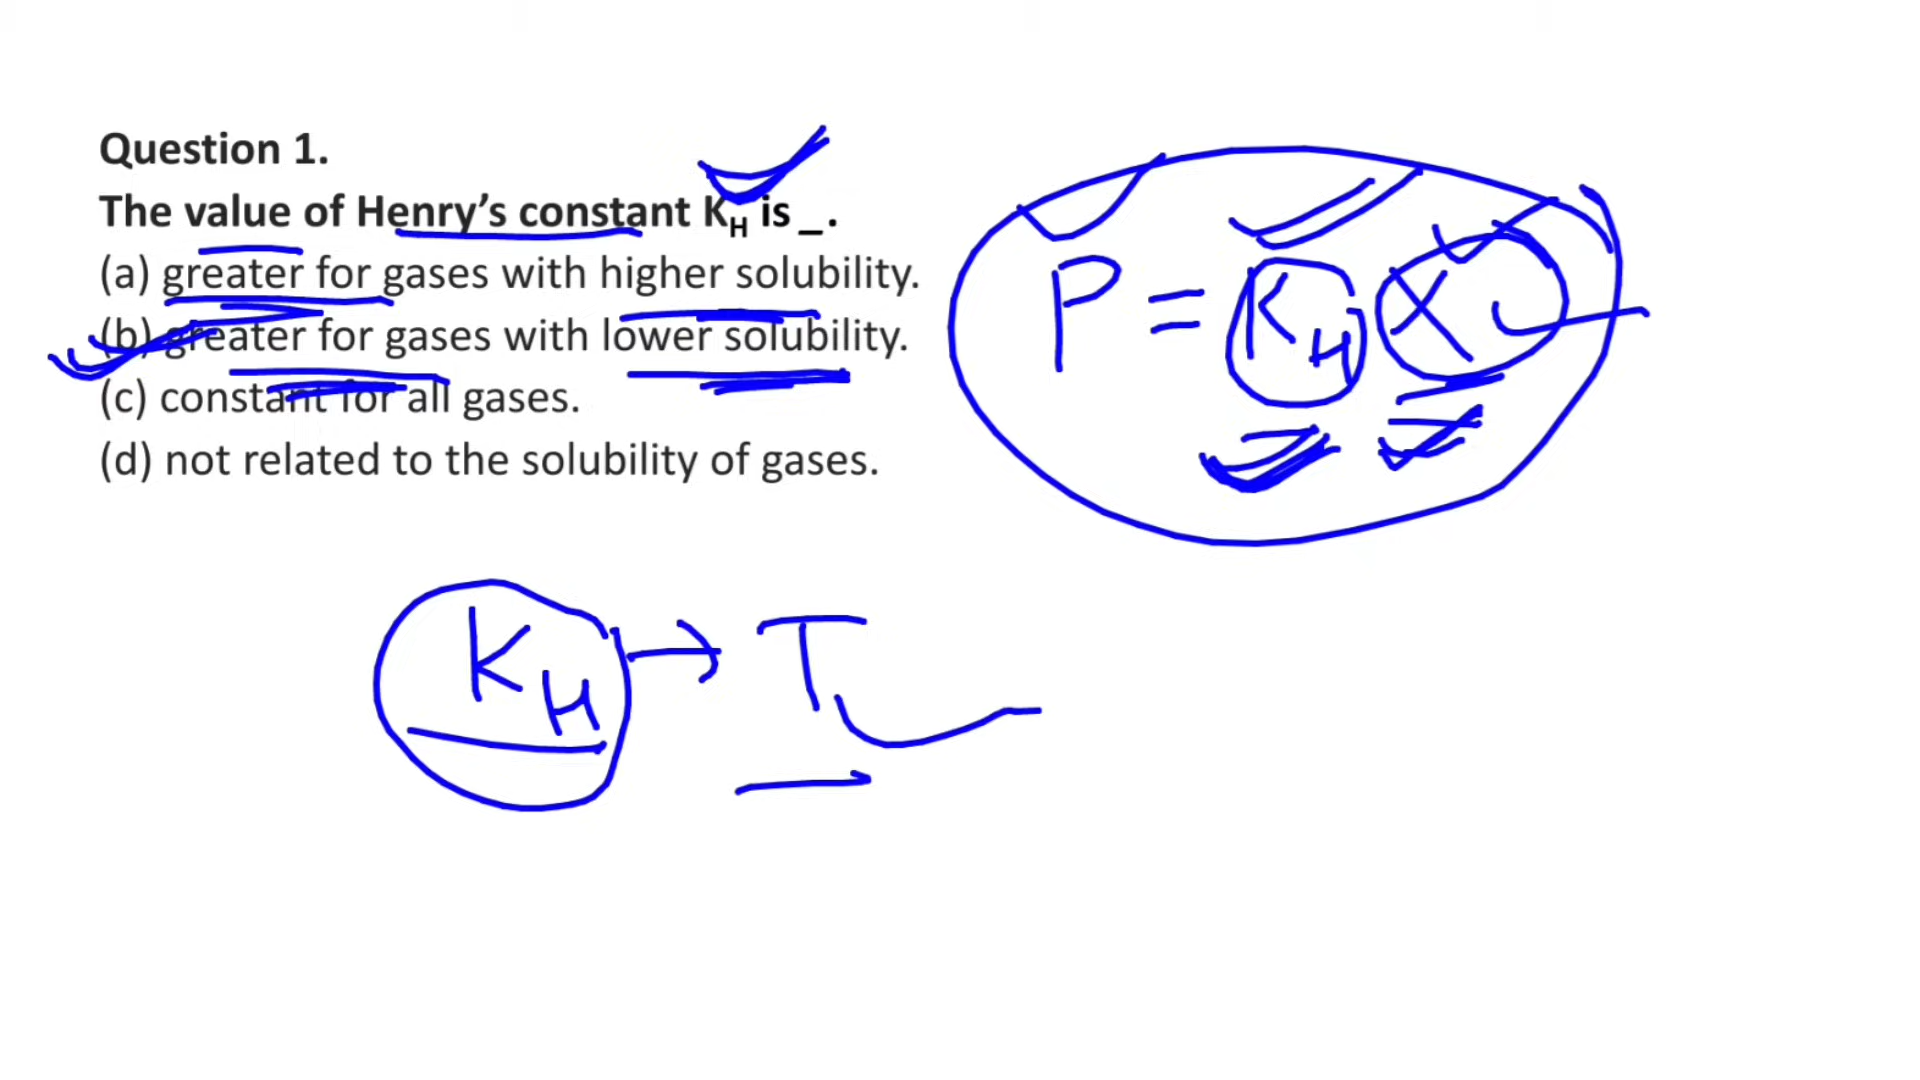 Question 1.
The value of Henry’s constant KH is _.
(a) greater for gases with higher solubility.
(b) greater for gases with lower solubility.
(c) constant for all gases.
(d) not related to the solubility of gases.
P = KH X
KH → T